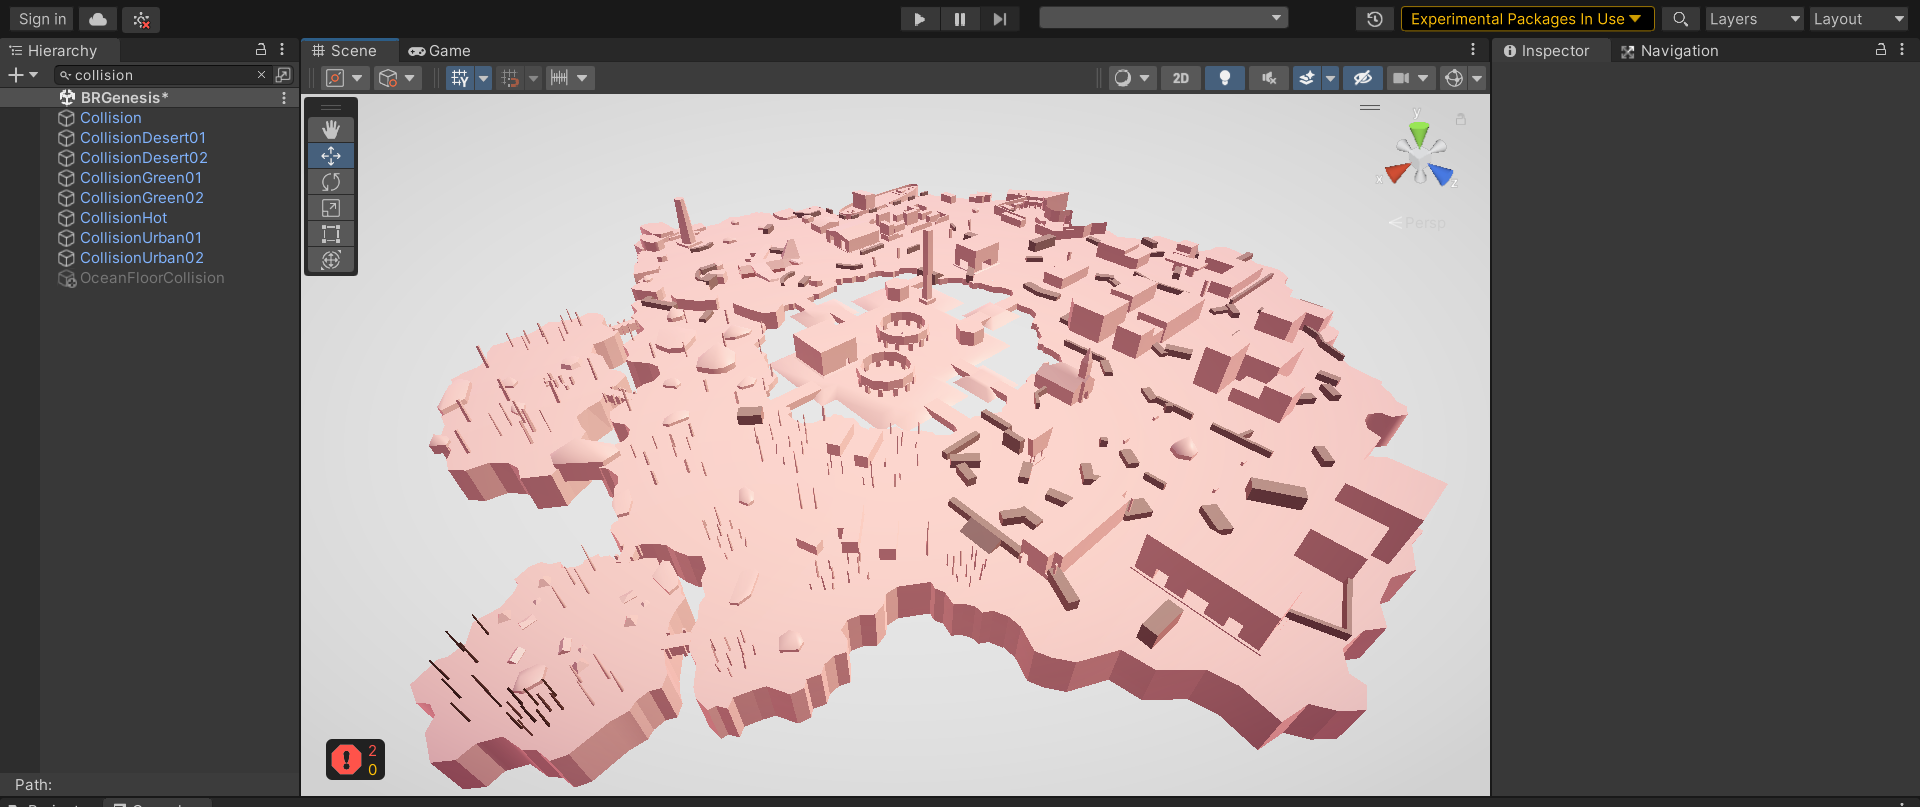 Sign in
Experimental Packages In Use
Layers
Layout
Hierarchy
Scene
Game
Inspector
Navigation
collision
2D
BRGenesis*
Collision
CollisionDesert01
CollisionDesert02
CollisionGreen01
CollisionGreen02
CollisionHot
CollisionUrban01
CollisionUrban02
OceanFloorCollision
y
x
z
Persp
2
0
Path: